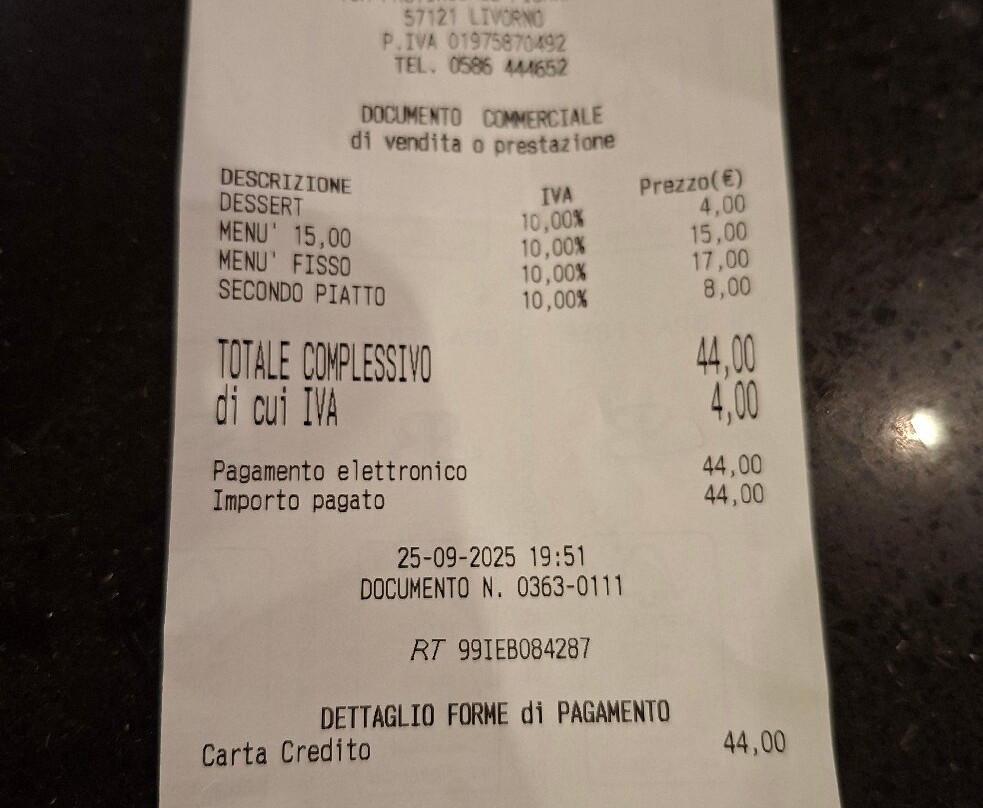 57121 LIVORNO
P.IVA 01975870492
TEL. 0586 444652
DOCUMENTO COMMERCIALE
di vendita o prestazione
DESCRIZIONE IVA Prezzo(€)
DESSERT 10,00% 4,00
MENU' 15,00 10,00% 15,00
MENU' FISSO 10,00% 17,00
SECONDO PIATTO 10,00% 8,00
TOTALE COMPLESSIVO 44,00
di cui IVA 4,00
Pagamento elettronico 44,00
Importo pagato 44,00
25-09-2025 19:51
DOCUMENTO N. 0363-0111
RT 99IEB084287
DETTAGLIO FORME di PAGAMENTO
Carta Credito 44,00